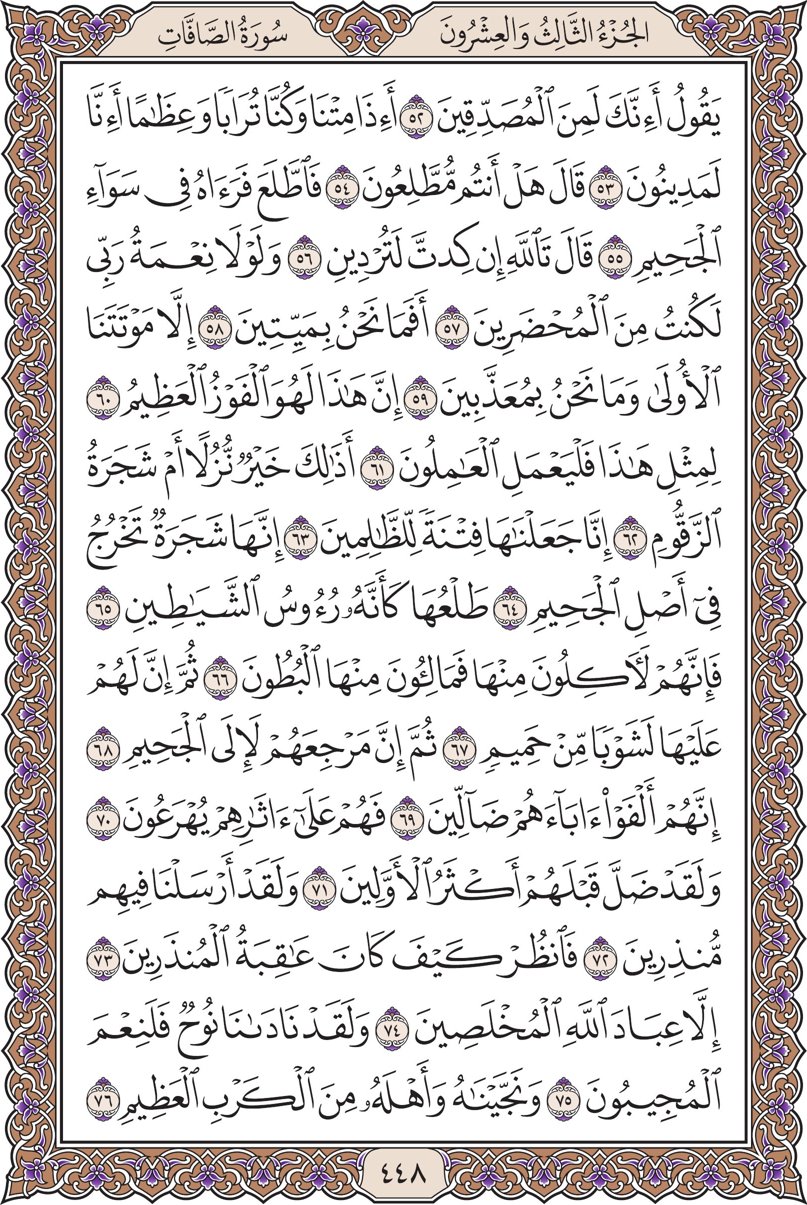 الجُزْءُ الثَّالِثُ وَالعِشْرُونَ
سُورَةُ الصَّافَّاتِ
يَقُولُ أَءِنَّكَ لَمِنَ ٱلْمُصَدِّقِينَ ٥٢ أَءِذَا مِتْنَا وَكُنَّا تُرَابًا وَعِظَٰمًا أَءِنَّا
لَمَدِينُونَ ٥٣ قَالَ هَلْ أَنتُم مُّطَّلِعُونَ ٥٤ فَٱطَّلَعَ فَرَءَاهُ فِى سَوَآءِ
ٱلْجَحِيمِ ٥٥ قَالَ تَٱللَّهِ إِن كِدتَّ لَتُرْدِينِ ٥٦ وَلَوْلَا نِعْمَةُ رَبِّى
لَكُنتُ مِنَ ٱلْمُحْضَرِينَ ٥٧ أَفَمَا نَحْنُ بِمَيِّتِينَ ٥٨ إِلَّا مَوْتَتَنَا
ٱلْأُولَىٰ وَمَا نَحْنُ بِمُعَذَّبِينَ ٥٩ إِنَّ هَٰذَا لَهُوَ ٱلْفَوْزُ ٱلْعَظِيمُ ٦٠
لِمِثْلِ هَٰذَا فَلْيَعْمَلِ ٱلْعَٰمِلُونَ ٦١ أَذَٰلِكَ خَيْرٌ نُّزُلًا أَمْ شَجَرَةُ
ٱلزَّقُّومِ ٦٢ إِنَّا جَعَلْنَٰهَا فِتْنَةً لِّلظَّٰلِمِينَ ٦٣ إِنَّهَا شَجَرَةٌ تَخْرُجُ
فِىٓ أَصْلِ ٱلْجَحِيمِ ٦٤ طَلْعُهَا كَأَنَّهُۥ رُءُوسُ ٱلشَّيَٰطِينِ ٦٥
فَإِنَّهُمْ لَءَاكِلُونَ مِنْهَا فَمَالِـُٔونَ مِنْهَا ٱلْبُطُونَ ٦٦ ثُمَّ إِنَّ لَهُمْ
عَلَيْهَا لَشَوْبًا مِّنْ حَمِيمٍ ٦٧ ثُمَّ إِنَّ مَرْجِعَهُمْ لَإِلَى ٱلْجَحِيمِ ٦٨
إِنَّهُمْ أَلْفَوْا۟ ءَابَآءَهُمْ ضَآلِّينَ ٦٩ فَهُمْ عَلَىٰٓ ءَاثَٰرِهِمْ يُهْرَعُونَ ٧٠
وَلَقَدْ ضَلَّ قَبْلَهُمْ أَكْثَرُ ٱلْأَوَّلِينَ ٧١ وَلَقَدْ أَرْسَلْنَا فِيهِم
مُّنذِرِينَ ٧٢ فَٱنظُرْ كَيْفَ كَانَ عَٰقِبَةُ ٱلْمُنذَرِينَ ٧٣
إِلَّا عِبَادَ ٱللَّهِ ٱلْمُخْلَصِينَ ٧٤ وَلَقَدْ نَادَىٰنَا نُوحٌ فَلَنِعْمَ
ٱلْمُجِيبُونَ ٧٥ وَنَجَّيْنَٰهُ وَأَهْلَهُۥ مِنَ ٱلْكَرْبِ ٱلْعَظِيمِ ٧٦
٤٤٨